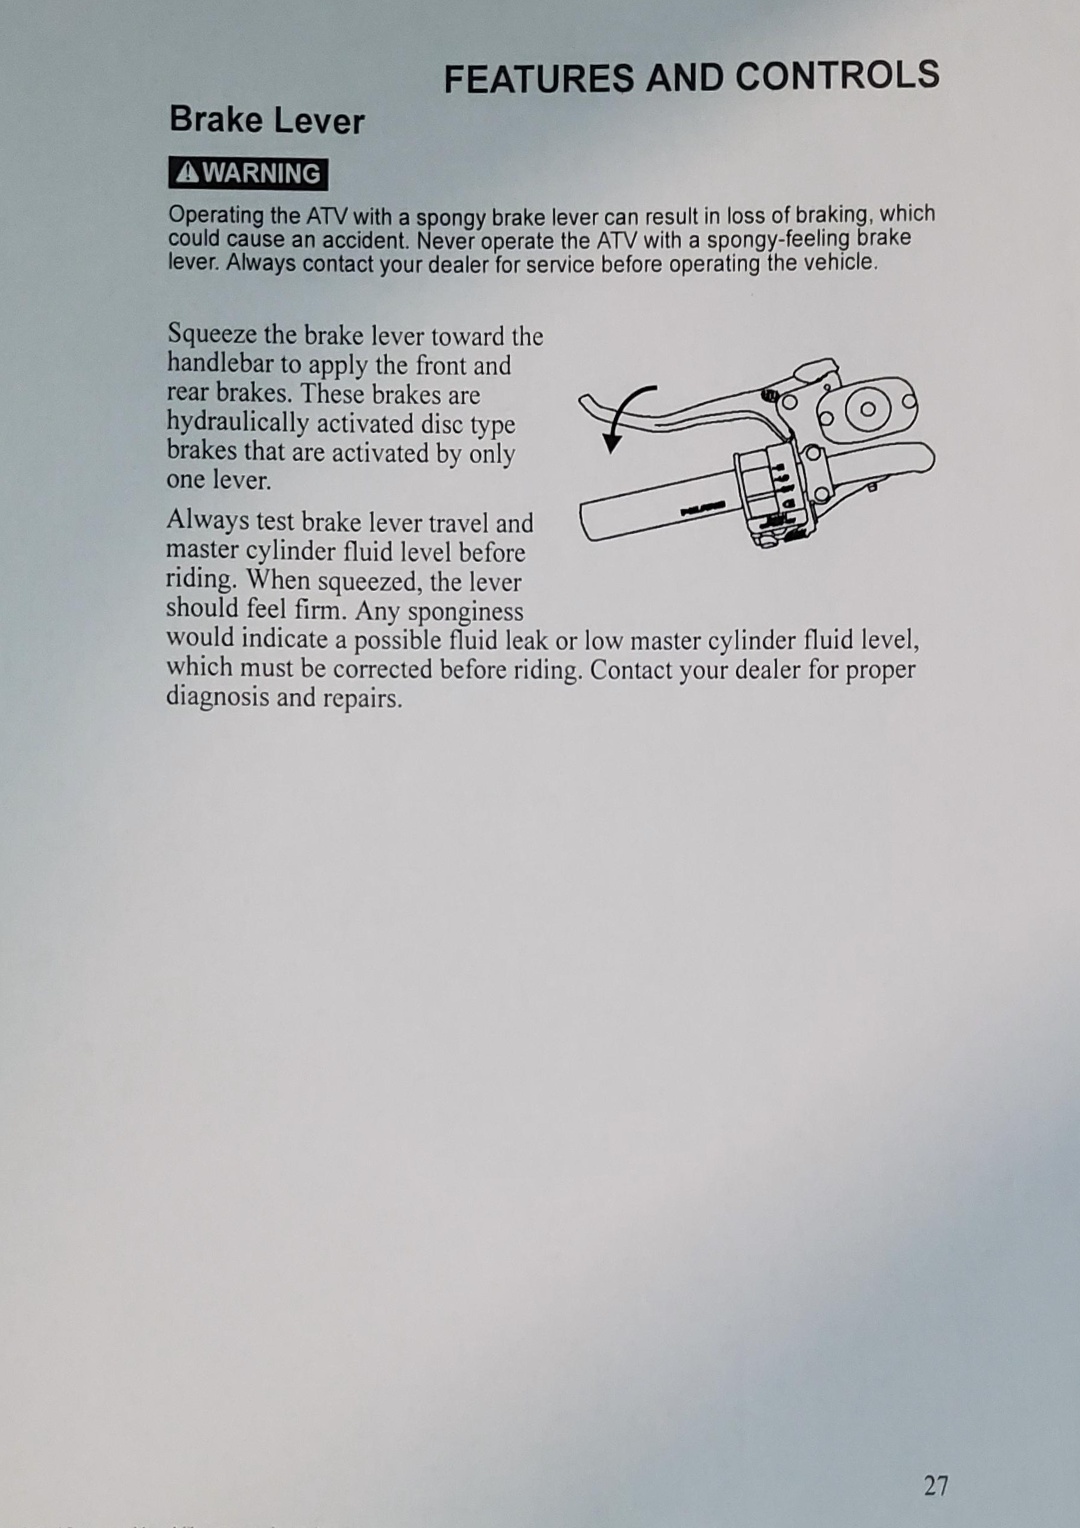 FEATURES AND CONTROLS
Brake Lever
WARNING
Operating the ATV with a spongy brake lever can result in loss of braking, which
could cause an accident. Never operate the ATV with a spongy-feeling brake
lever. Always contact your dealer for service before operating the vehicle.
Squeeze the brake lever toward the
handlebar to apply the front and
rear brakes. These brakes are
hydraulically activated disc type
brakes that are activated by only
one lever.
POLARIS
Always test brake lever travel and
master cylinder fluid level before
riding. When squeezed, the lever
should feel firm. Any sponginess
would indicate a possible fluid leak or low master cylinder fluid level,
which must be corrected before riding. Contact your dealer for proper
diagnosis and repairs.
27